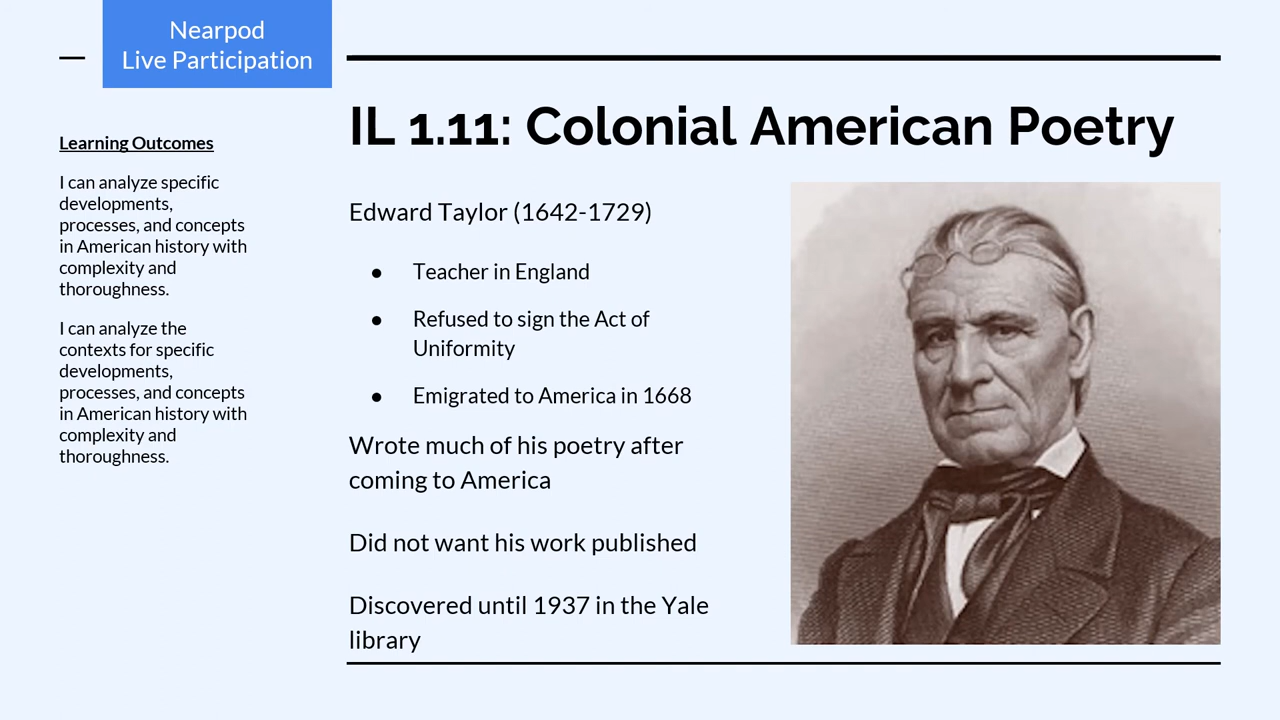 Nearpod
Live Participation
IL 1.11: Colonial American Poetry
Learning Outcomes
I can analyze specific
developments,
processes, and concepts
in American history with
complexity and
thoroughness.
I can analyze the
contexts for specific
developments,
processes, and concepts
in American history with
complexity and
thoroughness.
Edward Taylor (1642-1729)
● Teacher in England
● Refused to sign the Act of
Uniformity
● Emigrated to America in 1668
Wrote much of his poetry after
coming to America
Did not want his work published
Discovered until 1937 in the Yale
library